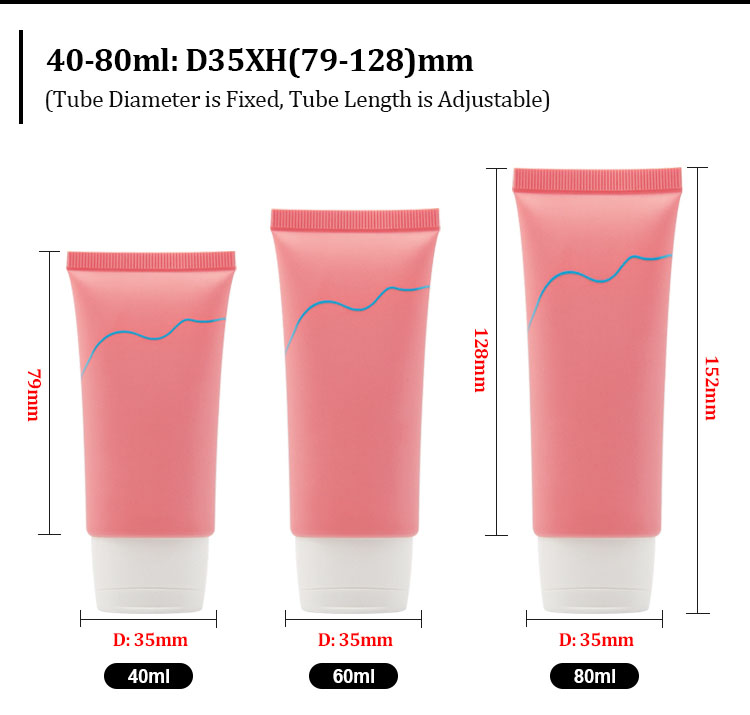 40-80ml: D35XH(79-128)mm
(Tube Diameter is Fixed, Tube Length is Adjustable)
79mm
128mm
152mm
D: 35mm
D: 35mm
D: 35mm
40ml
60ml
80ml